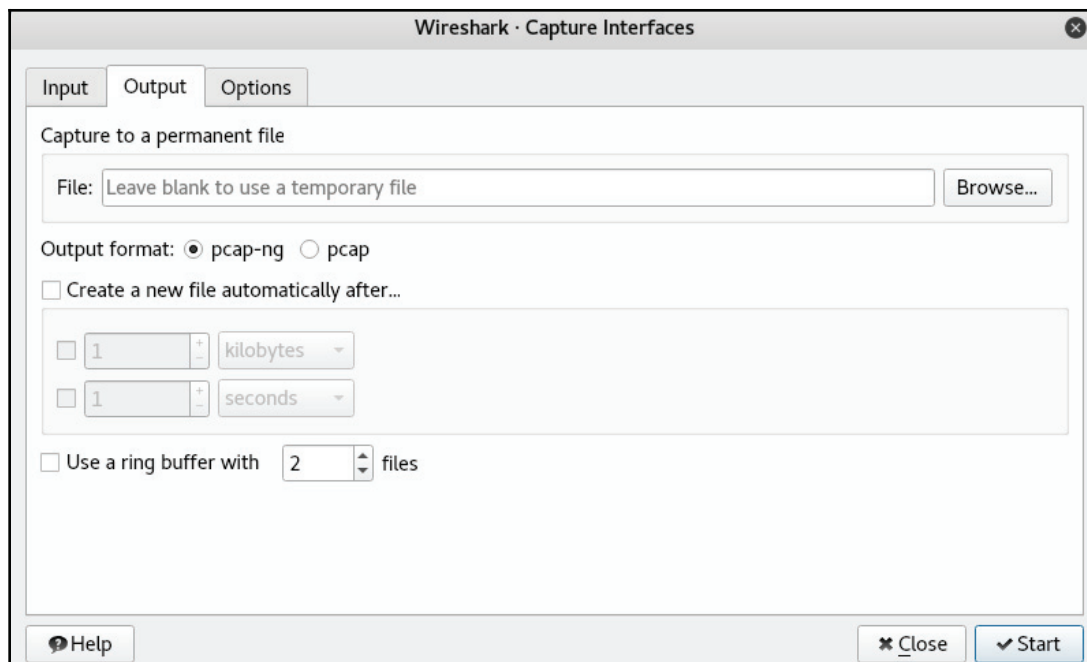 Wireshark · Capture Interfaces
Input Output Options
Capture to a permanent file
File: Leave blank to use a temporary file Browse...
Output format: pcap-ng pcap
Create a new file automatically after...
1 kilobytes
1 seconds
Use a ring buffer with 2 files
Help Close Start